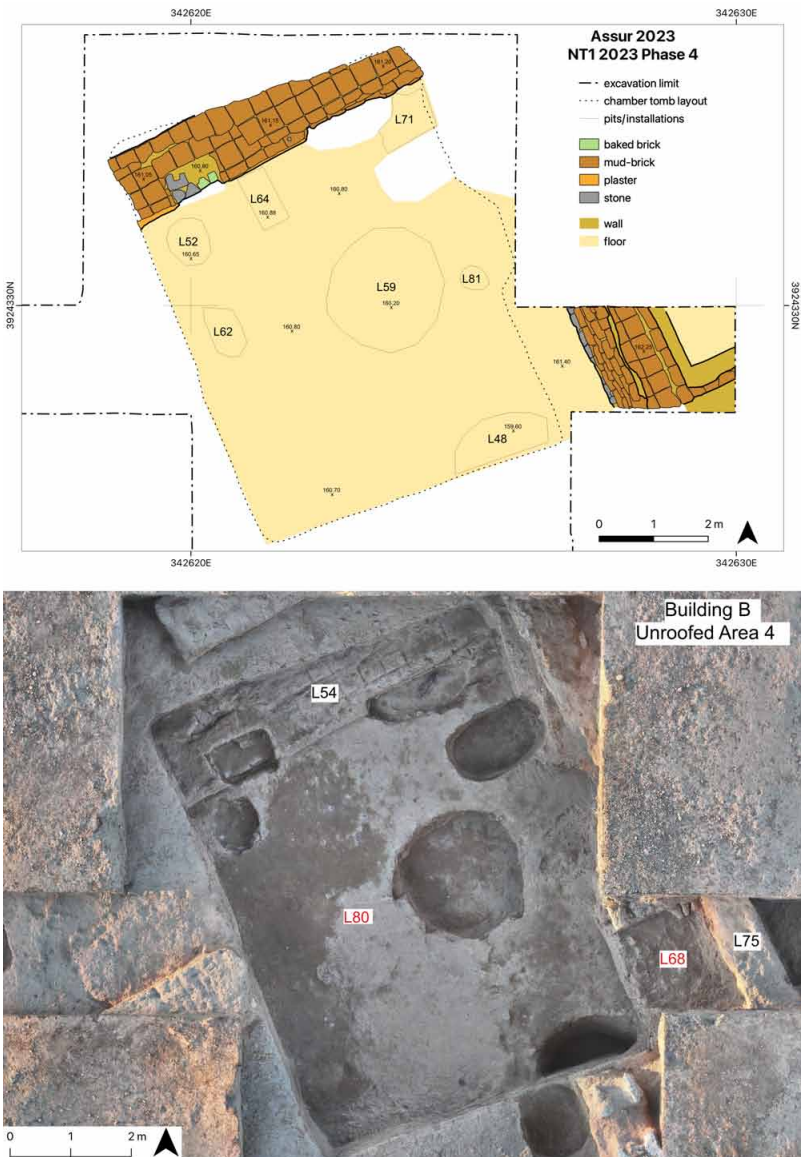 342620E
342630E
Assur 2023
NT1 2023 Phase 4
excavation limit
chamber tomb layout
pits/installations
baked brick
mud-brick
plaster
stone
wall
floor
161.20
161.15
L71
161.05
160.60
L64
160.88
160.80
L52
160.65
L59
160.20
L81
3924330N
3924330N
L62
160.80
162.25
161.40
L48
159.60
160.70
0 1 2 m
342620E
342630E
Building B
Unroofed Area 4
L54
L80
L68
L75
0 1 2 m